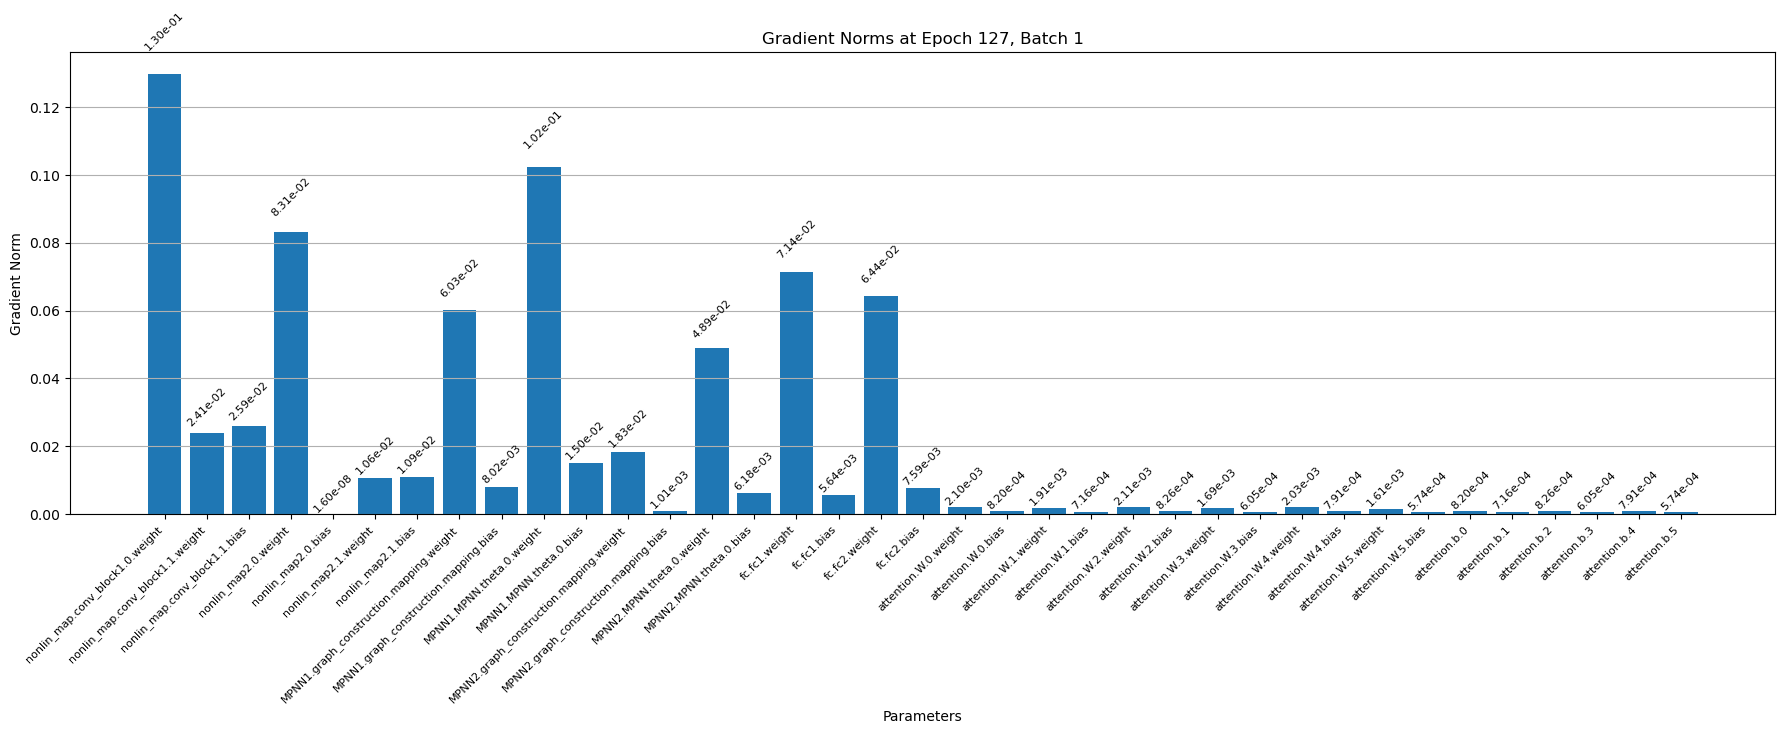 Gradient Norms at Epoch 127, Batch 1
Gradient Norm
0.12
0.10
0.08
0.06
0.04
0.02
0.00
1.30e-01
2.41e-02
2.59e-02
8.31e-02
1.60e-08
1.06e-02
1.09e-02
6.03e-02
8.02e-03
1.02e-01
1.50e-02
1.83e-02
1.01e-03
4.89e-02
6.18e-03
7.14e-02
5.64e-03
6.44e-02
7.59e-03
2.10e-03
8.20e-04
1.91e-03
7.16e-04
2.11e-03
8.26e-04
1.69e-03
6.05e-04
2.03e-03
7.91e-04
1.61e-03
5.74e-04
8.20e-04
7.16e-04
8.26e-04
6.05e-04
7.91e-04
5.74e-04
nonlin_map.conv_block1.0.weight
nonlin_map.conv_block1.1.weight
nonlin_map.conv_block1.1.bias
nonlin_map2.0.weight
nonlin_map2.0.bias
nonlin_map2.1.weight
nonlin_map2.1.bias
MPNN1.graph_construction.mapping.weight
MPNN1.graph_construction.mapping.bias
MPNN1.MPNN.theta.0.weight
MPNN1.MPNN.theta.0.bias
MPNN2.graph_construction.mapping.weight
MPNN2.graph_construction.mapping.bias
MPNN2.MPNN.theta.0.weight
MPNN2.MPNN.theta.0.bias
fc.fc1.weight
fc.fc1.bias
fc.fc2.weight
fc.fc2.bias
attention.W.0.weight
attention.W.0.bias
attention.W.1.weight
attention.W.1.bias
attention.W.2.weight
attention.W.2.bias
attention.W.3.weight
attention.W.3.bias
attention.W.4.weight
attention.W.4.bias
attention.W.5.weight
attention.W.5.bias
attention.b.0
attention.b.1
attention.b.2
attention.b.3
attention.b.4
attention.b.5
Parameters